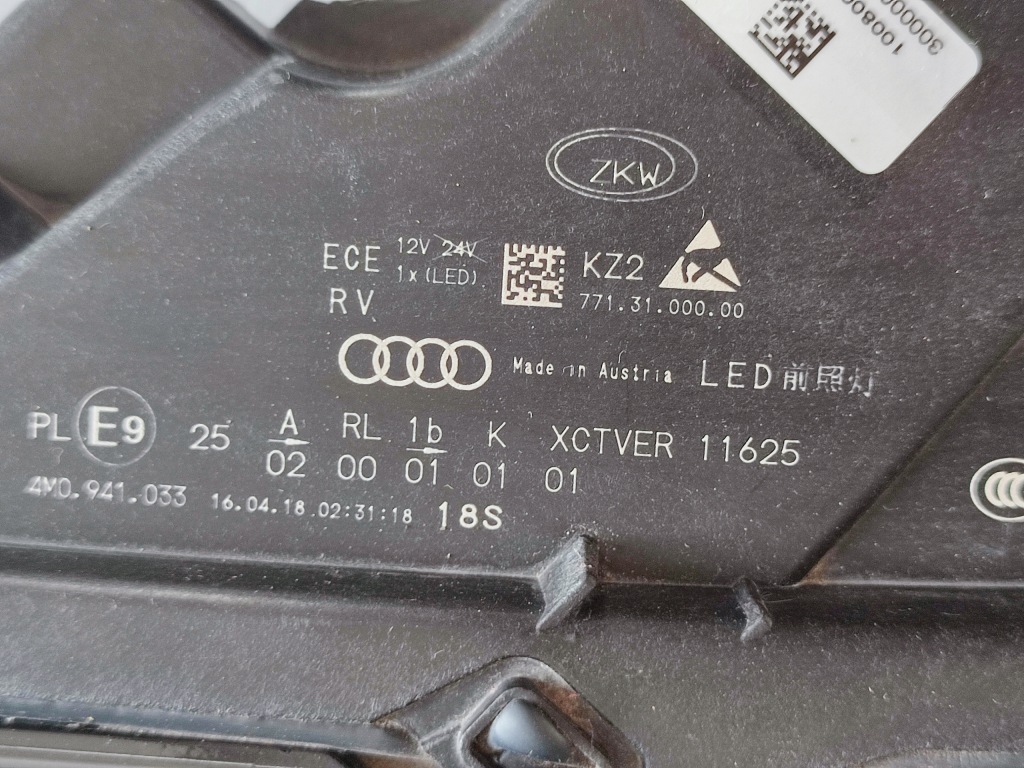 ZKW
ECE 12V 24V
1x(LED)
KZ2
771.31.000.00
RV
Made in Austria LED前照灯
PL E9 25 A RL 1b K XCTVER 11625
02 00 01 01 01
4M0.941.033 16.04.18 02:31:18 18S